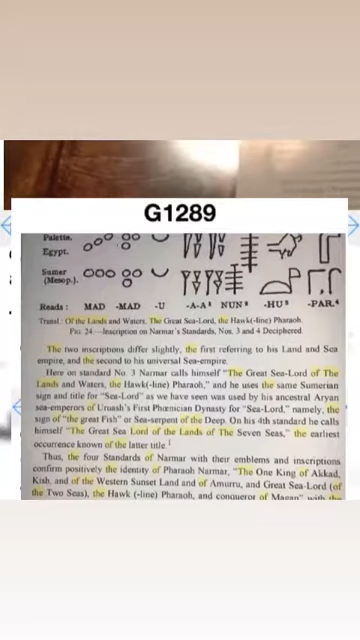 G1289
Palette.
Egypt.
Sumer
(Mesop.)
Reads : MAD -MAD -U -A-A³ NUN⁵ -HU⁵ -PAR.⁴
Transl: Of the Lands and Waters, The Great Sea-Lord, the Hawk(-line) Pharaoh.
FIG. 24.—Inscription on Narmar's Standards, Nos. 3 and 4 Deciphered.
The two inscriptions differ slightly, the first referring to his Land and Sea
empire, and the second to his universal Sea-empire.
Here on standard No. 3 Narmar calls himself "The Great Sea-Lord of The
Lands and Waters, the Hawk(-line) Pharaoh," and he uses the same Sumerian
sign and title for "Sea-Lord" as we have seen was used by his ancestral Aryan
sea-emperors of Uruash's First Phœnician Dynasty for "Sea-Lord," namely, the
sign of "the great Fish" or Sea-serpent of the Deep. On his 4th standard he calls
himself "The Great Sea Lord of the Lands of The Seven Seas," the earliest
occurrence known of the latter title.¹
Thus, the four Standards of Narmar with their emblems and inscriptions
confirm positively the identity of Pharaoh Narmar, "The One King of Akkad,
Kish, and of the Western Sunset Land and of Amurru, and Great Sea-Lord (of
the Two Seas), the Hawk (-line) Pharaoh, and conqueror of Magan" with the